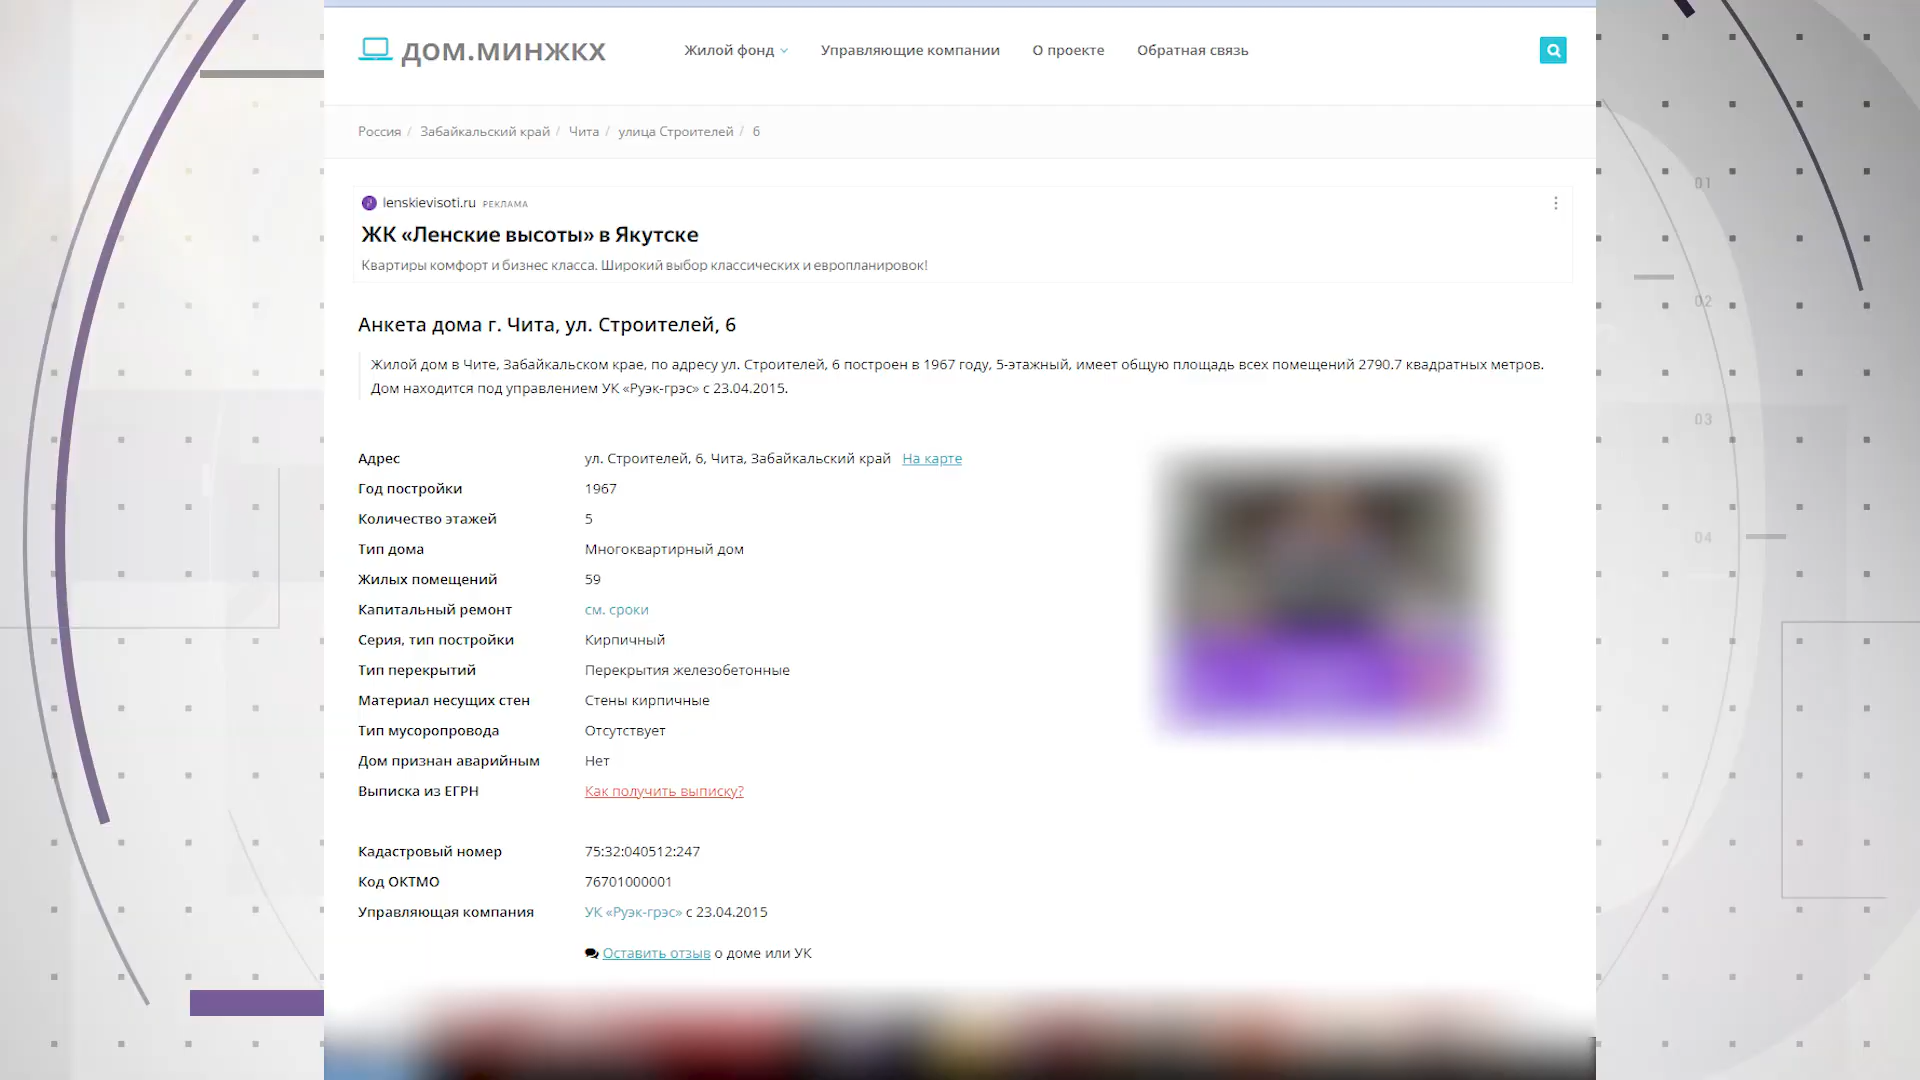 ДОМ.МИНЖКХ
Жилой фонд
Управляющие компании
О проекте
Обратная связь
Россия / Забайкальский край / Чита / улица Строителей / 6
lenskievisoti.ru РЕКЛАМА
ЖК «Ленские высоты» в Якутске
Квартиры комфорт и бизнес класса. Широкий выбор классических и европланировок!
Анкета дома г. Чита, ул. Строителей, 6
Жилой дом в Чите, Забайкальском крае, по адресу ул. Строителей, 6 построен в 1967 году, 5-этажный, имеет общую площадь всех помещений 2790.7 квадратных метров.
Дом находится под управлением УК «Руэк-грэс» с 23.04.2015.
Адрес ул. Строителей, 6, Чита, Забайкальский край На карте
Год постройки 1967
Количество этажей 5
Тип дома Многоквартирный дом
Жилых помещений 59
Капитальный ремонт см. сроки
Серия, тип постройки Кирпичный
Тип перекрытий Перекрытия железобетонные
Материал несущих стен Стены кирпичные
Тип мусоропровода Отсутствует
Дом признан аварийным Нет
Выписка из ЕГРН Как получить выписку?
Кадастровый номер 75:32:040512:247
Код ОКТМО 76701000001
Управляющая компания УК «Руэк-грэс» с 23.04.2015
Оставить отзыв о доме или УК
01
02
03
04